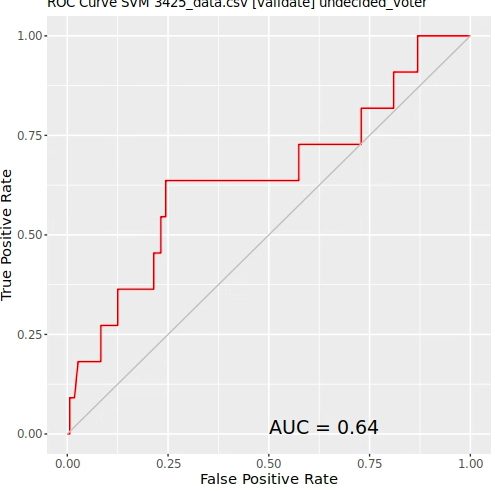 ROC Curve SVM 3425_data.csv [validate] undecided_voter
1.00
0.75
0.50
0.25
0.00
True Positive Rate
AUC = 0.64
0.00 0.25 0.50 0.75 1.00
False Positive Rate